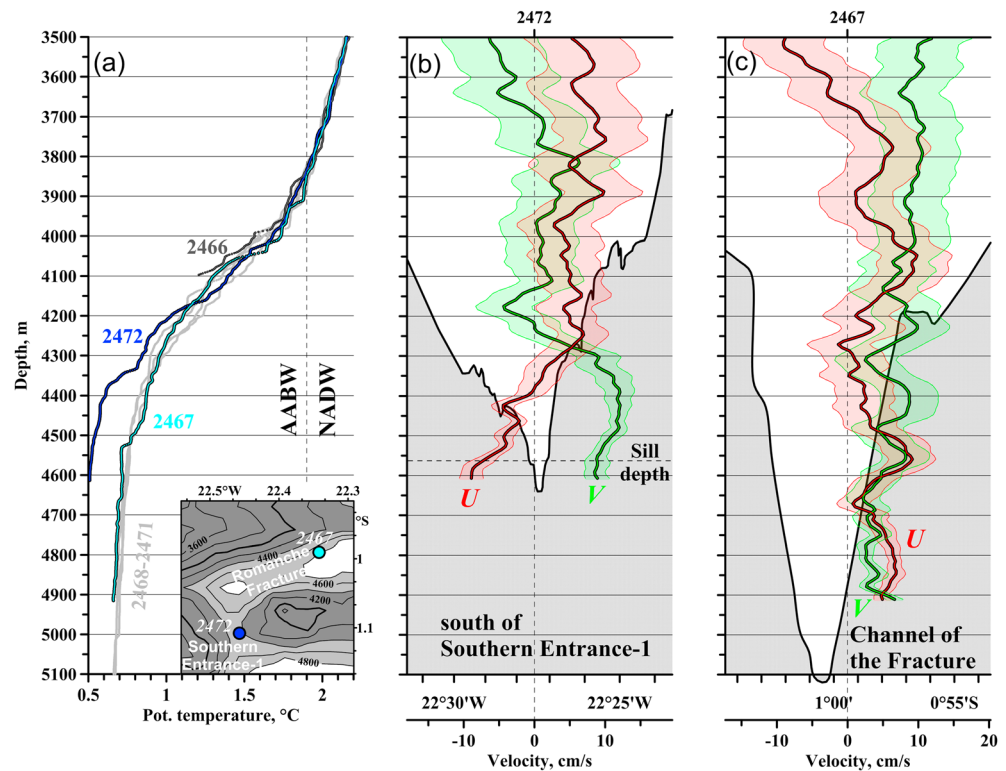 2472
2467
(a)
(b)
(c)
3500
3600
3700
3800
3900
4000
4100
4200
4300
4400
4500
4600
4700
4800
4900
5000
5100
Depth, m
2466
2472
2467
2468-2471
AABW
NADW
22.5°W
22.4
22.3
°S
1
1.1
3600
4400
4600
4200
4800
2467
Romanche
Fracture
2472
Southern
Entrance-1
0.5
1
1.5
2
Pot. temperature, °C
Sill
depth
U
V
south of
Southern Entrance-1
22°30'W
22°25'W
-10
0
10
Velocity, cm/s
U
V
Channel of
the Fracture
1°00'
0°55'S
-10
0
10
20
Velocity, cm/s